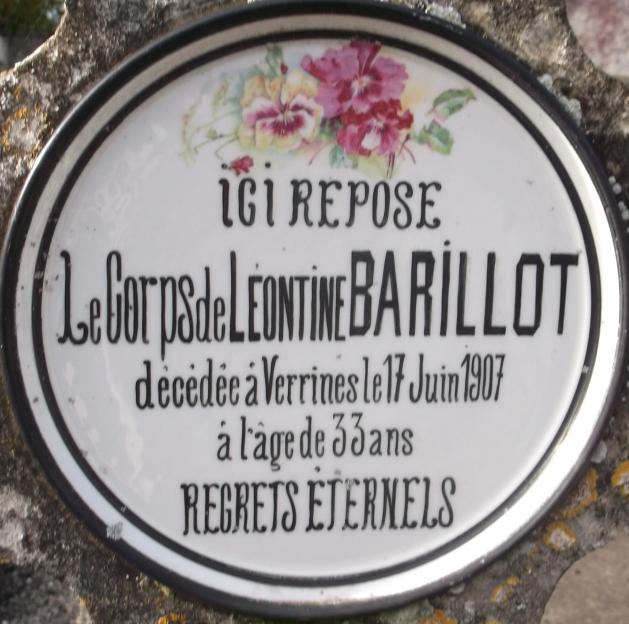 ICI REPOSE
Le Corps de LÉONTINE BARILLOT
décédée à Verrines le 17 Juin 1907
à l'âge de 33 ans
REGRETS ÉTERNELS